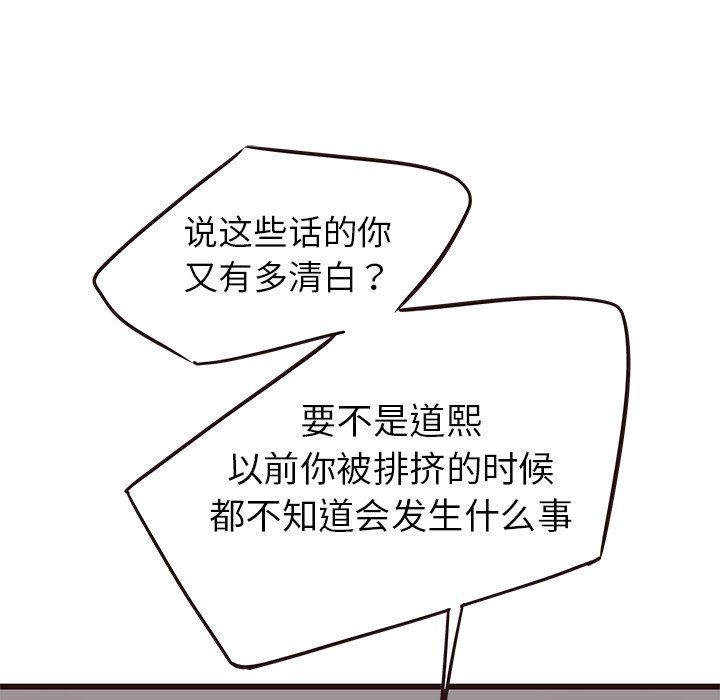 说这些话的你
又有多清白？
要不是道熙
以前你被排挤的时候
都不知道会发生什么事